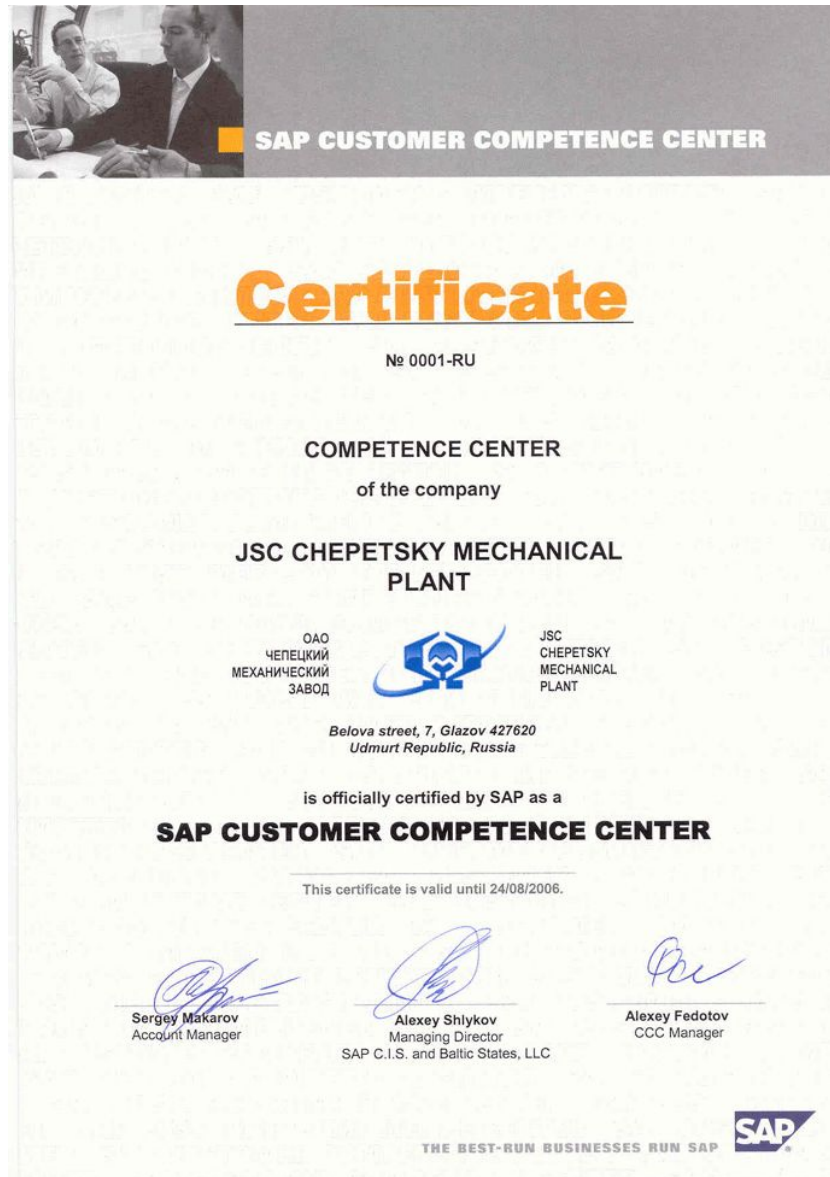 SAP CUSTOMER COMPETENCE CENTER
Certificate
№ 0001-RU
COMPETENCE CENTER
of the company
JSC CHEPETSKY MECHANICAL
PLANT
ОАО
ЧЕПЕЦКИЙ
МЕХАНИЧЕСКИЙ
ЗАВОД
JSC
CHEPETSKY
MECHANICAL
PLANT
Belova street, 7, Glazov 427620
Udmurt Republic, Russia
is officially certified by SAP as a
SAP CUSTOMER COMPETENCE CENTER
This certificate is valid until 24/08/2006.
Sergey Makarov
Account Manager
Alexey Shlykov
Managing Director
SAP C.I.S. and Baltic States, LLC
Alexey Fedotov
CCC Manager
THE BEST-RUN BUSINESSES RUN SAP
SAP